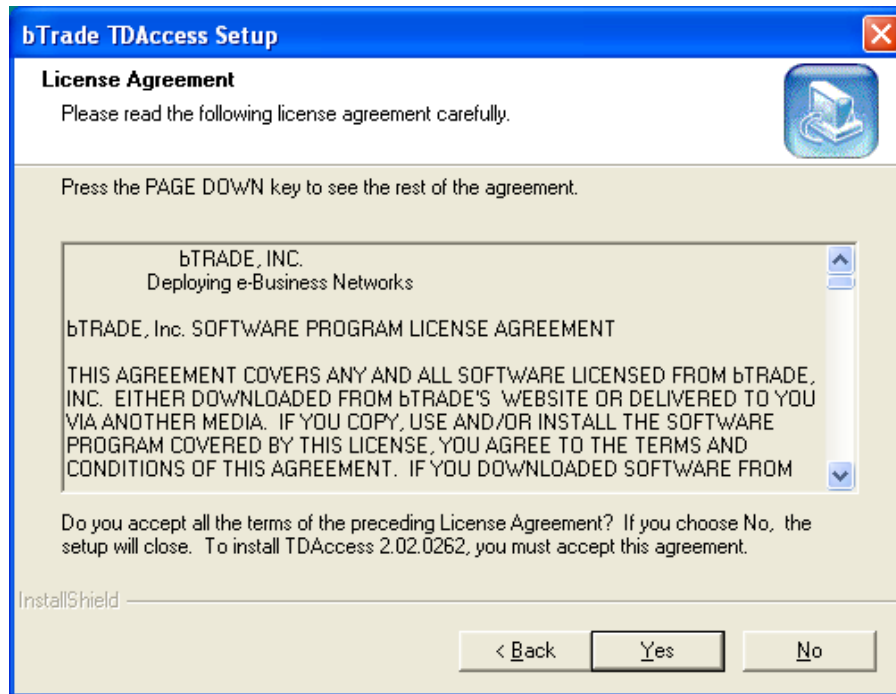 bTrade TDAccess Setup
License Agreement
Please read the following license agreement carefully.
Press the PAGE DOWN key to see the rest of the agreement.
bTRADE, INC.
Deploying e-Business Networks
bTRADE, Inc. SOFTWARE PROGRAM LICENSE AGREEMENT
THIS AGREEMENT COVERS ANY AND ALL SOFTWARE LICENSED FROM bTRADE,
INC.  EITHER DOWNLOADED FROM bTRADE'S  WEBSITE OR DELIVERED TO YOU
VIA ANOTHER MEDIA.  IF YOU COPY, USE AND/OR INSTALL THE SOFTWARE
PROGRAM COVERED BY THIS LICENSE, YOU AGREE TO THE TERMS AND
CONDITIONS OF THIS AGREEMENT.  IF YOU DOWNLOADED SOFTWARE FROM
Do you accept all the terms of the preceding License Agreement?  If you choose No,  the
setup will close.  To install TDAccess 2.02.0262, you must accept this agreement.
InstallShield
< Back
Yes
No